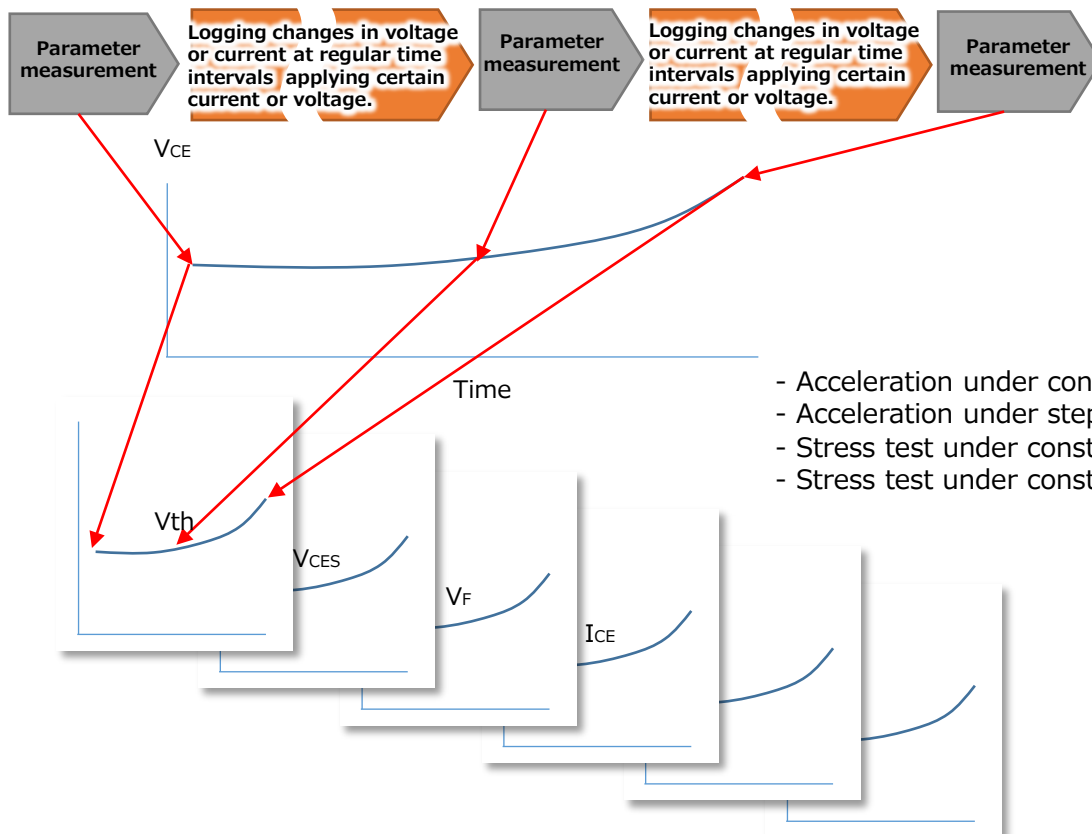 Parameter
measurement
Logging changes in voltage
or current at regular time
intervals applying certain
current or voltage.
Parameter
measurement
Logging changes in voltage
or current at regular time
intervals applying certain
current or voltage.
Parameter
measurement
VCE
Time
- Acceleration under con
- Acceleration under step
- Stress test under const
- Stress test under const
Vth
VCES
VF
ICE